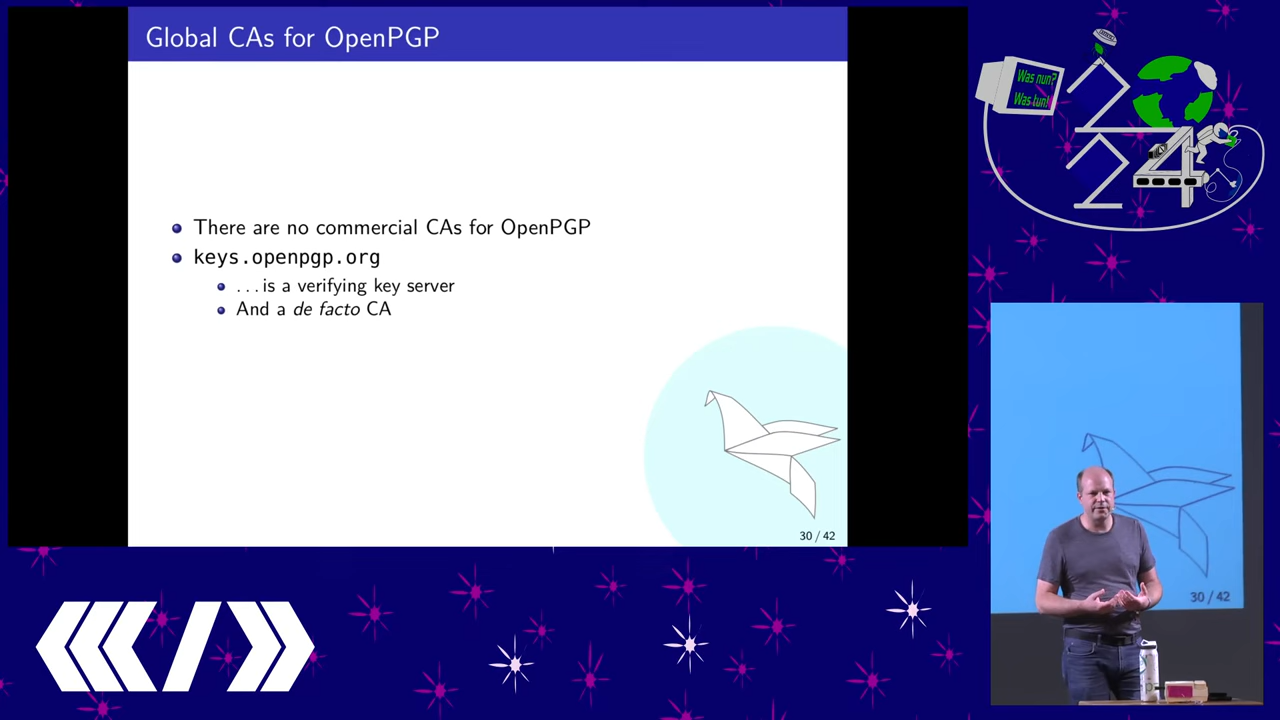 Global CAs for OpenPGP
There are no commercial CAs for OpenPGP
keys.openpgp.org
...is a verifying key server
And a de facto CA
30 / 42
Was nun?
Was tun!
2024
30 / 42